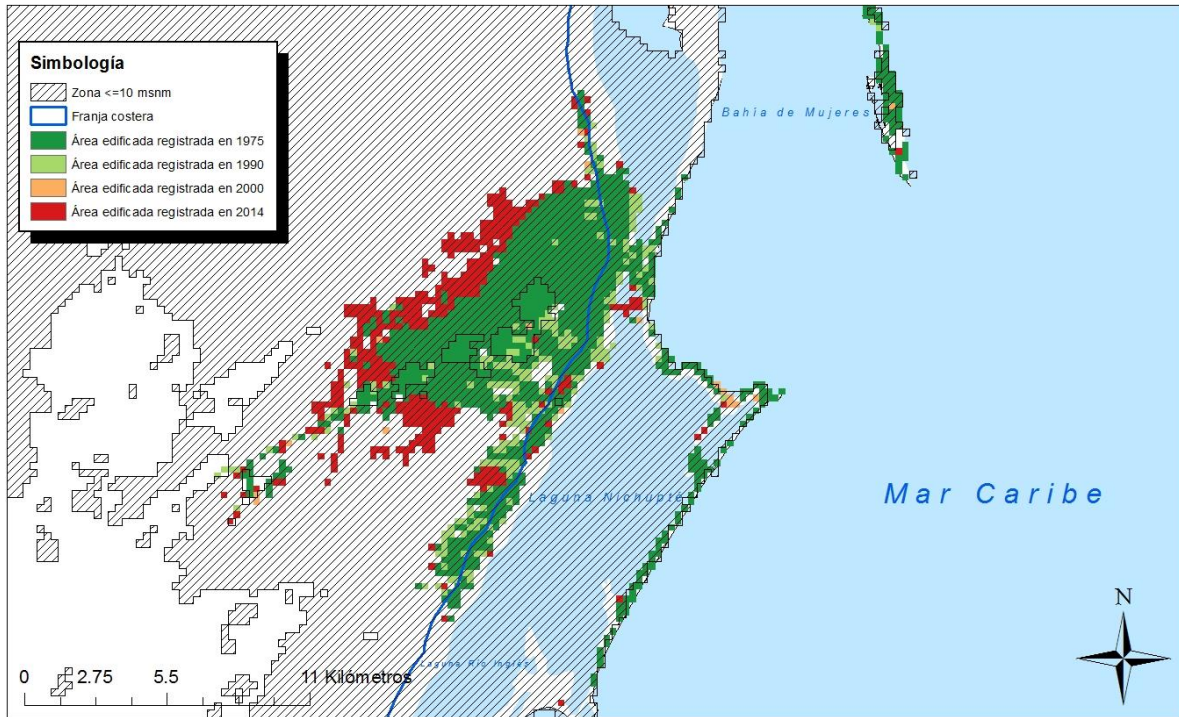 Simbología
Zona <=10 msnm
Franja costera
Área edificada registrada en 1975
Área edificada registrada en 1990
Área edificada registrada en 2000
Área edificada registrada en 2014
Bahía de Mujeres
Laguna Nichupté
Mar Caribe
N
Laguna Río Inglés
0 2.75 5.5 11 Kilómetros